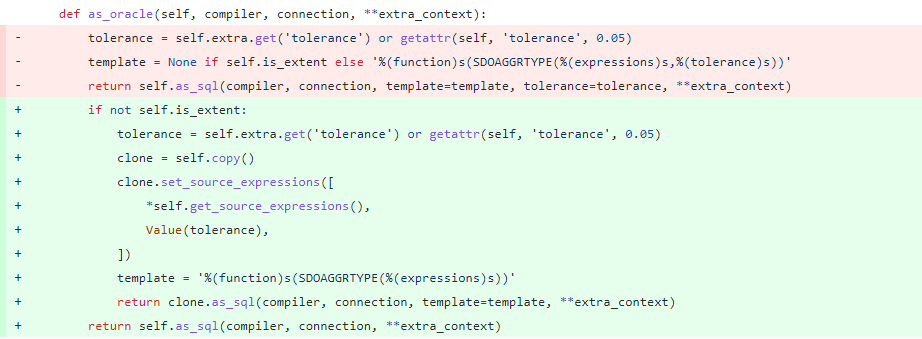 def as_oracle(self, compiler, connection, **extra_context):
-        tolerance = self.extra.get('tolerance') or getattr(self, 'tolerance', 0.05)
-        template = None if self.is_extent else '%(function)s(SDOAGGRTYPE(%(expressions)s,%(tolerance)s))'
-        return self.as_sql(compiler, connection, template=template, tolerance=tolerance, **extra_context)
+        if not self.is_extent:
+            tolerance = self.extra.get('tolerance') or getattr(self, 'tolerance', 0.05)
+            clone = self.copy()
+            clone.set_source_expressions([
+                *self.get_source_expressions(),
+                Value(tolerance),
+            ])
+            template = '%(function)s(SDOAGGRTYPE(%(expressions)s))'
+            return clone.as_sql(compiler, connection, template=template, **extra_context)
+        return self.as_sql(compiler, connection, **extra_context)